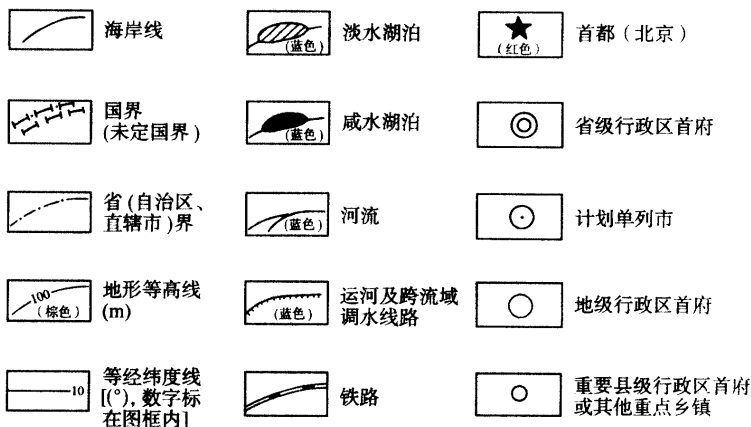 海岸线
(蓝色)
淡水湖泊
(红色)
首都（北京）
国界
(未定国界)
(蓝色)
咸水湖泊
省级行政区首府
省(自治区、
直辖市)界
(蓝色)
河流
计划单列市
100
(棕色)
地形等高线
(m)
(蓝色)
运河及跨流域
调水线路
地级行政区首府
10
等经纬度线
[(°), 数字标
在图框内]
铁路
重要县级行政区首府
或其他重点乡镇